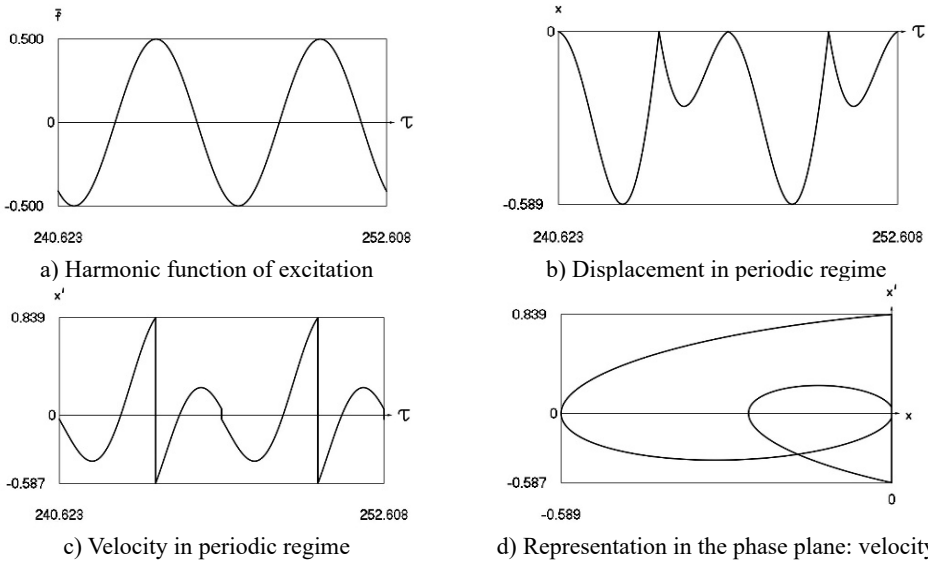 f̄
0.500
0
τ
-0.500
240.623
252.608
a) Harmonic function of excitation
x
0
τ
-0.589
240.623
252.608
b) Displacement in periodic regime
x'
0.839
0
τ
-0.587
240.623
252.608
c) Velocity in periodic regime
x'
0.839
0
x
-0.587
0
-0.589
d) Representation in the phase plane: velocity